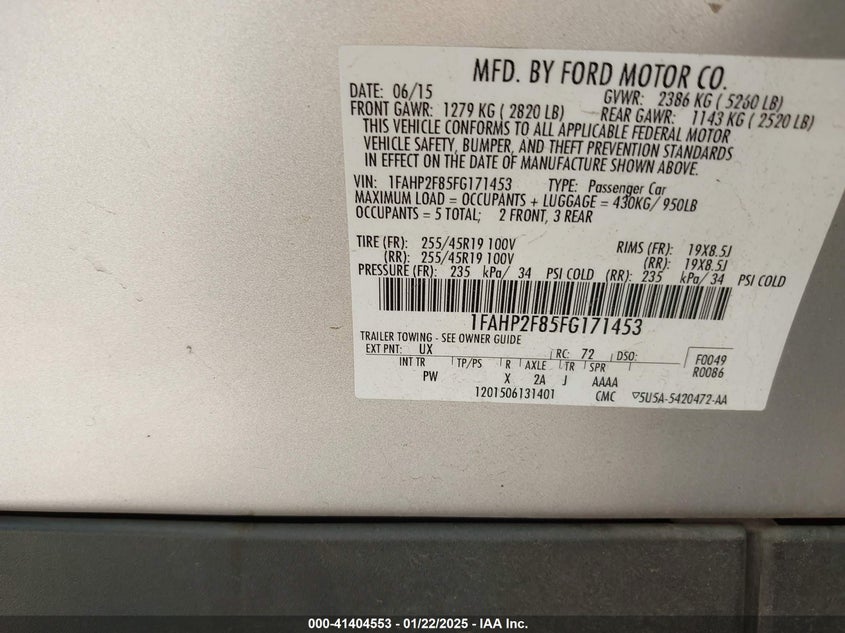 MFD. BY FORD MOTOR CO.
DATE: 06/15 GVWR: 2386 KG ( 5260 LB)
FRONT GAWR: 1279 KG ( 2820 LB) REAR GAWR: 1143 KG ( 2520 LB)
THIS VEHICLE CONFORMS TO ALL APPLICABLE FEDERAL MOTOR
VEHICLE SAFETY, BUMPER, AND THEFT PREVENTION STANDARDS
IN EFFECT ON THE DATE OF MANUFACTURE SHOWN ABOVE.
VIN: 1FAHP2F85FG171453 TYPE: Passenger Car
MAXIMUM LOAD = OCCUPANTS + LUGGAGE = 430KG/ 950LB
OCCUPANTS = 5 TOTAL; 2 FRONT, 3 REAR
TIRE (FR): 255/45R19 100V RIMS (FR): 19X8.5J
(RR): 255/45R19 100V (RR): 19X8.5J
PRESSURE (FR): 235 kPa/ 34 PSI COLD (RR): 235 kPa/ 34 PSI COLD
1FAHP2F85FG171453
TRAILER TOWING - SEE OWNER GUIDE
EXT PNT: UX RC: 72 DSO: F0049
INT TR TP/PS R AXLE TR SPR R0086
PW X 2A J AAAA
1201506131401 CMC ▽5U5A-5420472-AA
000-41404553 - 01/22/2025 - IAA Inc.